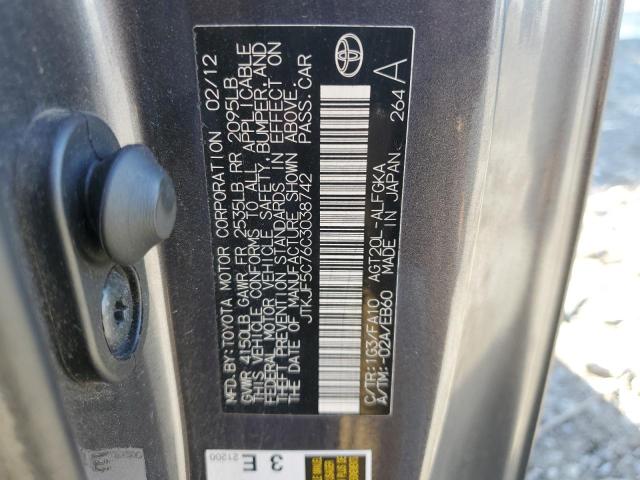 MFD. BY: TOYOTA MOTOR CORPORATION 02/12
GVWR 4150LB GAWR FR 2535LB RR 2095LB
THIS VEHICLE CONFORMS TO ALL APPLICABLE
FEDERAL MOTOR VEHICLE SAFETY, BUMPER, AND
THEFT PREVENTION STANDARDS IN EFFECT ON
THE DATE OF MANUFACTURE SHOWN ABOVE.
JTKJF5C76C3038742 PASS. CAR
C/TR: 1G3/FA10 AGT20L-ALFGKA
A/TM: -02A/EB60 MADE IN JAPAN 264 A
21200
3 E